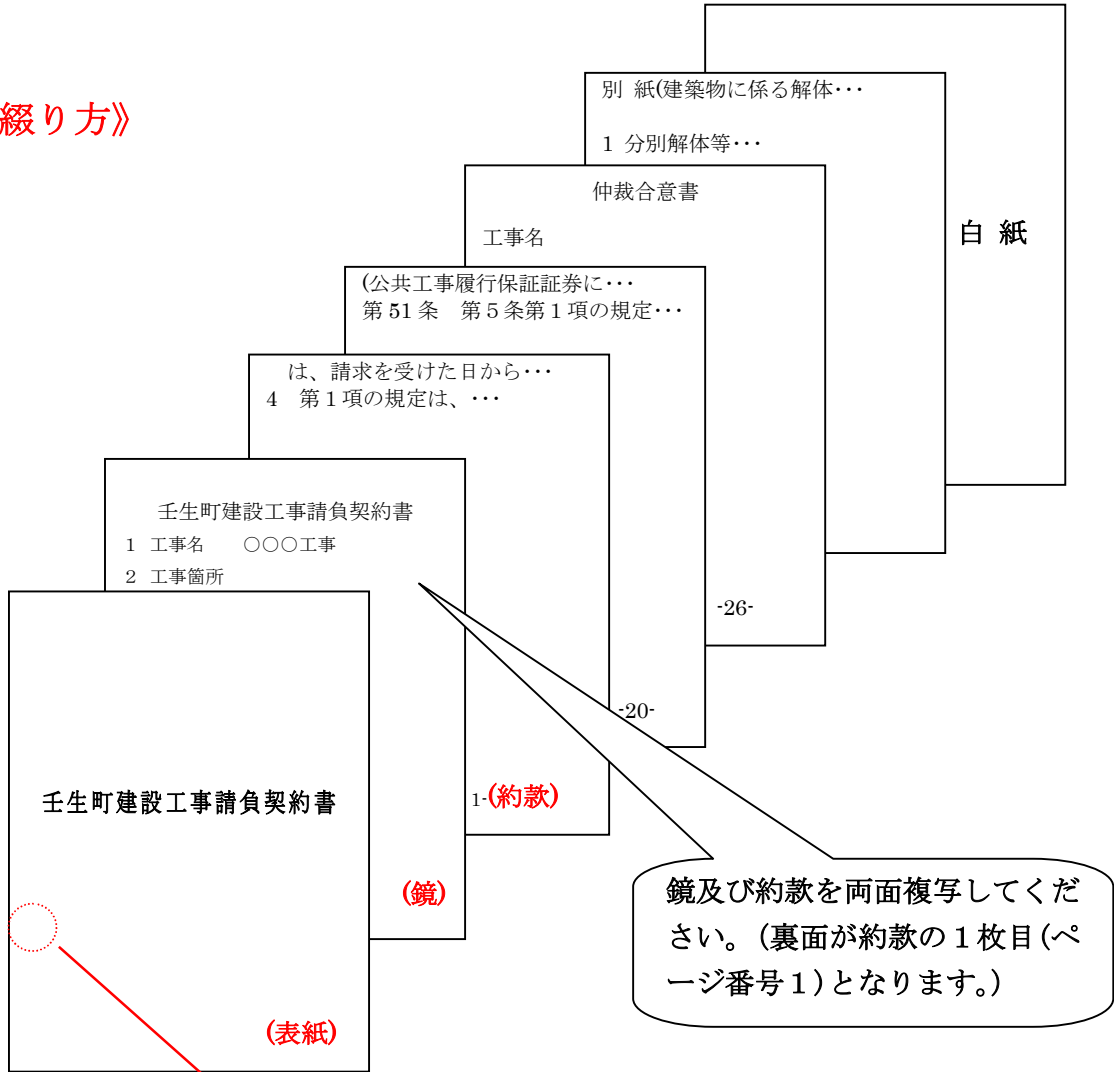 綴り方》
別 紙(建築物に係る解体･･･
1 分別解体等･･･
白 紙
仲裁合意書
工事名
(公共工事履行保証証券に･･･
第 51 条　第５条第１項の規定･･･
は、請求を受けた日から･･･
4　第１項の規定は、･･･
壬生町建設工事請負契約書
1 工事名　○○○工事
2 工事箇所
-26-
-20-
1-(約款)
壬生町建設工事請負契約書
(鏡)
(表紙)
鏡及び約款を両面複写してくだ
さい。（裏面が約款の１枚目(ペ
ージ番号１)となります｡）